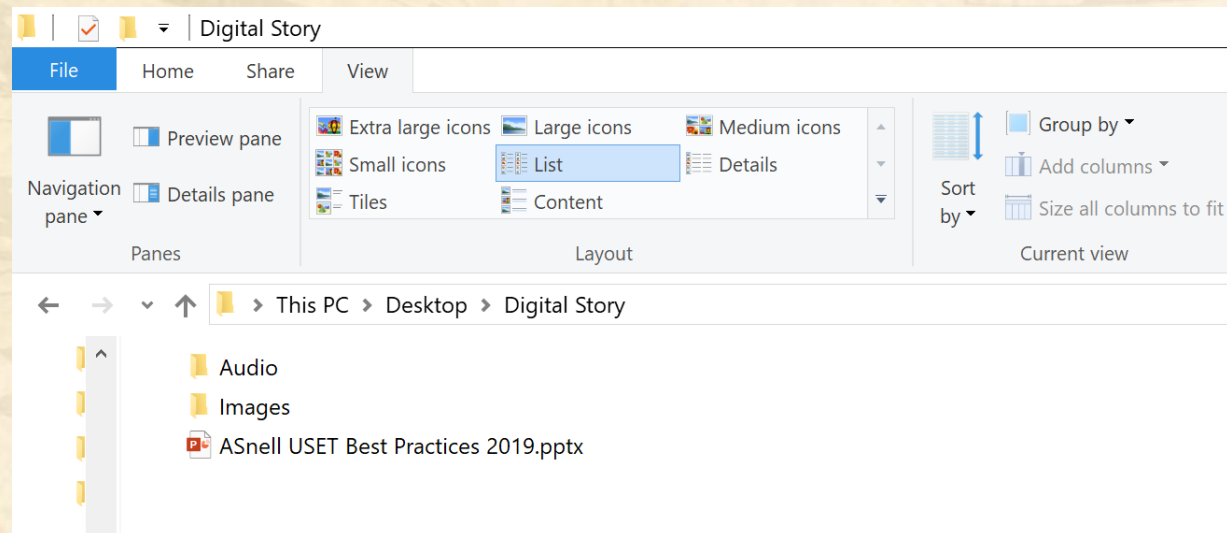 Digital Story
File Home Share View
Extra large icons Large icons Medium icons Group by
Preview pane
Small icons List Details Add columns
Navigation pane Details pane Sort by
Tiles Content Size all columns to fit
Panes Layout Current view
This PC Desktop Digital Story
Audio
Images
ASnell USET Best Practices 2019.pptx